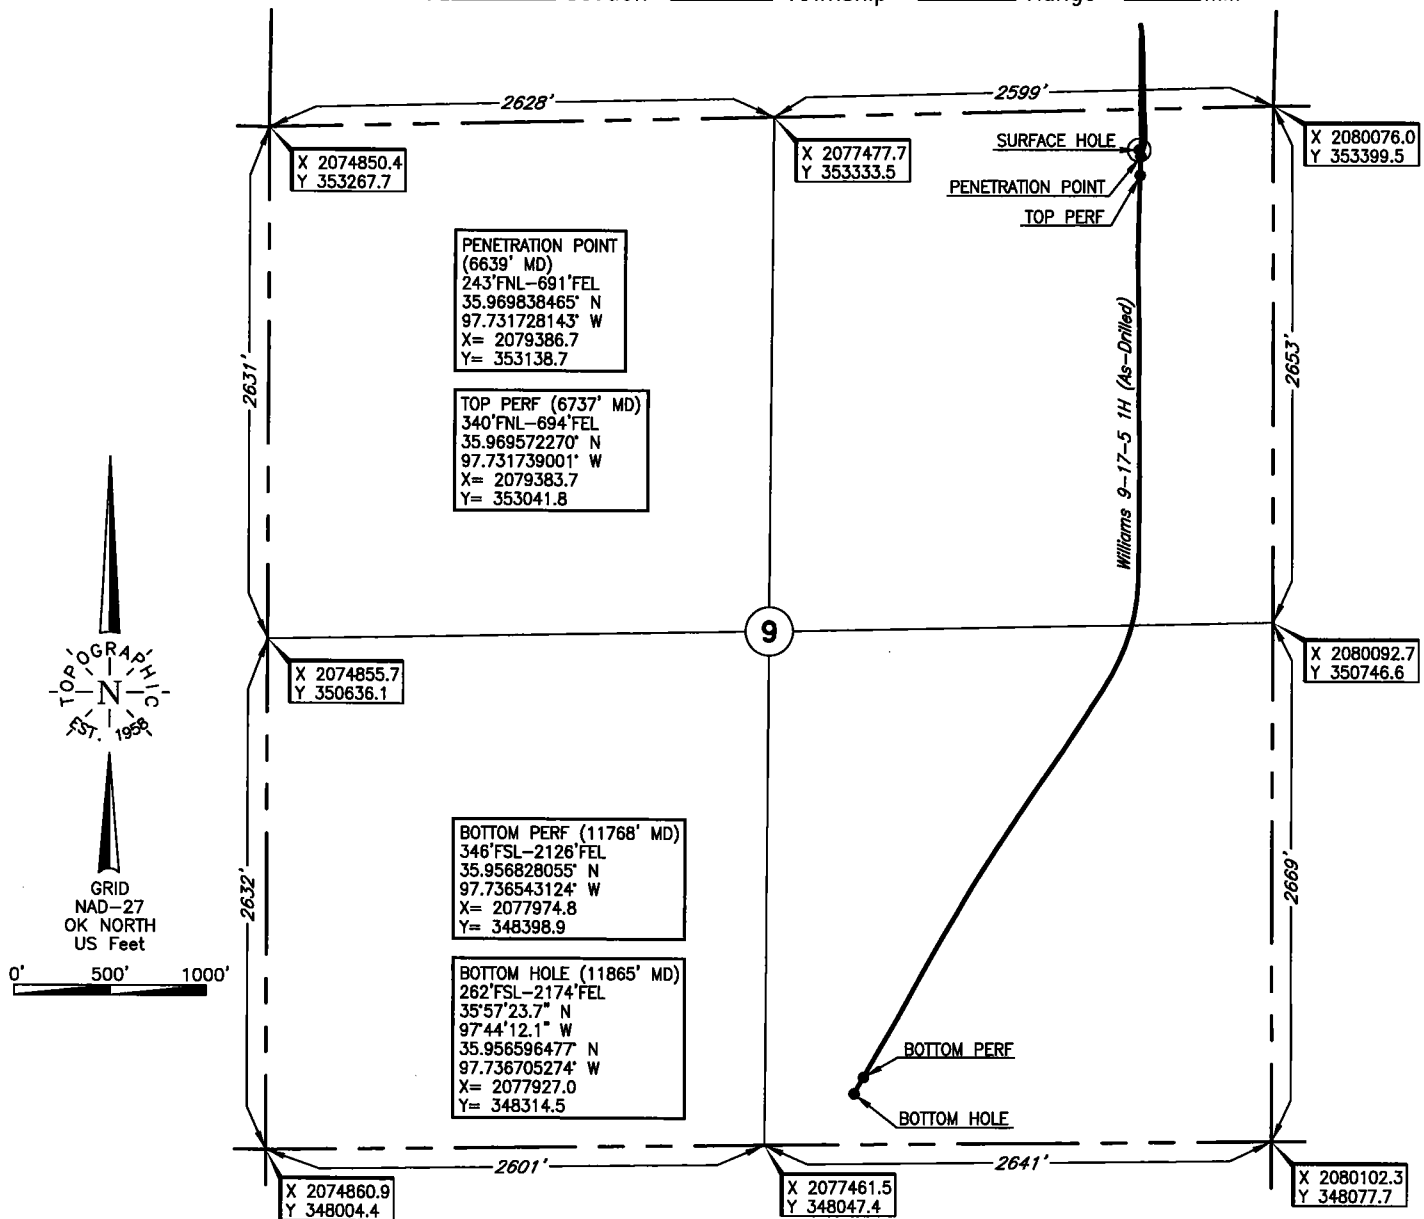 Section Township Range
2628'
2599'
X 2074850.4
Y 353267.7
X 2077477.7
Y 353333.5
X 2080076.0
Y 353399.5
SURFACE HOLE
PENETRATION POINT
TOP PERF
PENETRATION POINT
(6639' MD)
243'FNL-691'FEL
35.969838465° N
97.731728143° W
X= 2079386.7
Y= 353138.7
TOP PERF (6737' MD)
340'FNL-694'FEL
35.969572270° N
97.731739001° W
X= 2079383.7
Y= 353041.8
2631'
Williams 9-17-5 1H (As-Drilled)
2653'
9
X 2074855.7
Y 350636.1
X 2080092.7
Y 350746.6
TOPOGRAPHIC
N
EST. 1958
GRID
NAD-27
OK NORTH
US Feet
0' 500' 1000'
2632'
2669'
BOTTOM PERF (11768' MD)
346'FSL-2126'FEL
35.956828055° N
97.736543124° W
X= 2077974.8
Y= 348398.9
BOTTOM HOLE (11865' MD)
262'FSL-2174'FEL
35°57'23.7" N
97°44'12.1" W
35.956596477° N
97.736705274° W
X= 2077927.0
Y= 348314.5
BOTTOM PERF
BOTTOM HOLE
2601'
2641'
X 2074860.9
Y 348004.4
X 2077461.5
Y 348047.4
X 2080102.3
Y 348077.7